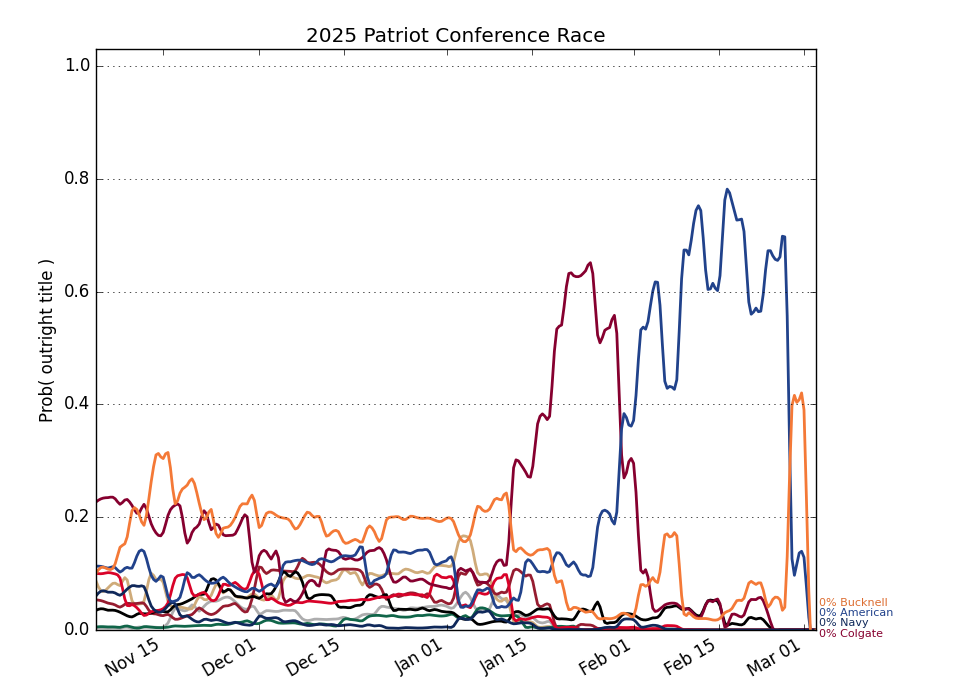 2025 Patriot Conference Race
Prob( outright title )
1.0
0.8
0.6
0.4
0.2
0.0
Nov 15
Dec 01
Dec 15
Jan 01
Jan 15
Feb 01
Feb 15
Mar 01
0% Bucknell
0% American
0% Navy
0% Colgate